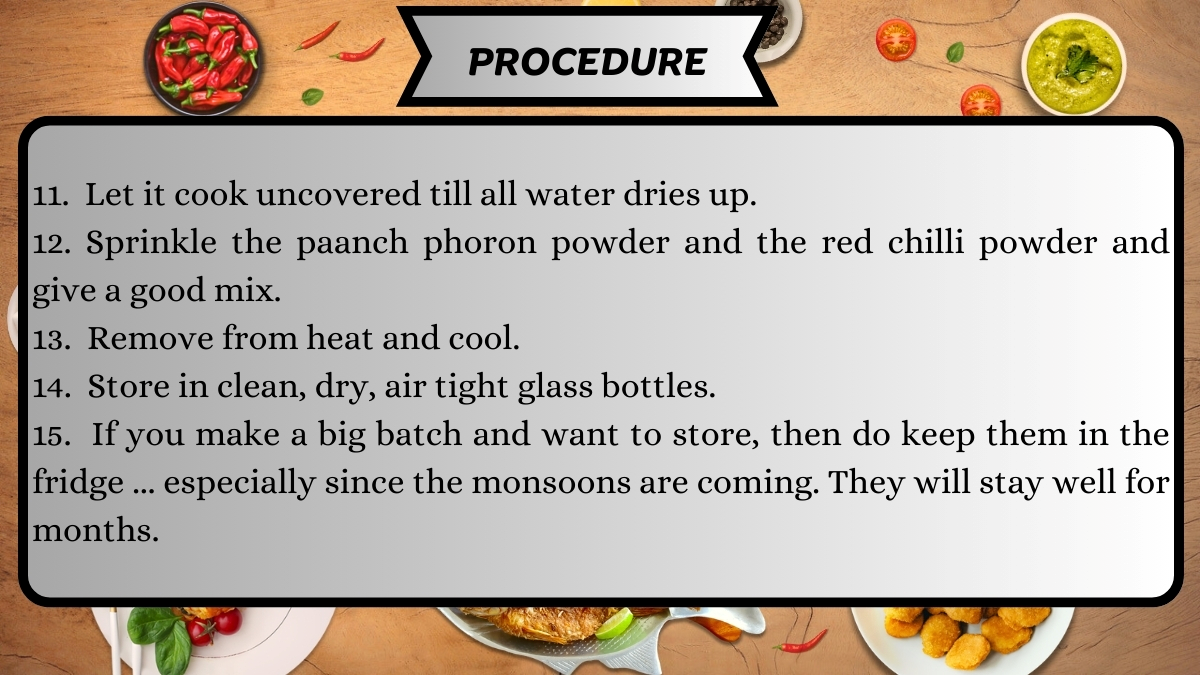 PROCEDURE
11. Let it cook uncovered till all water dries up.
12. Sprinkle the paanch phoron powder and the red chilli powder and
give a good mix.
13. Remove from heat and cool.
14. Store in clean, dry, air tight glass bottles.
15. If you make a big batch and want to store, then do keep them in the
fridge ... especially since the monsoons are coming. They will stay well for
months.